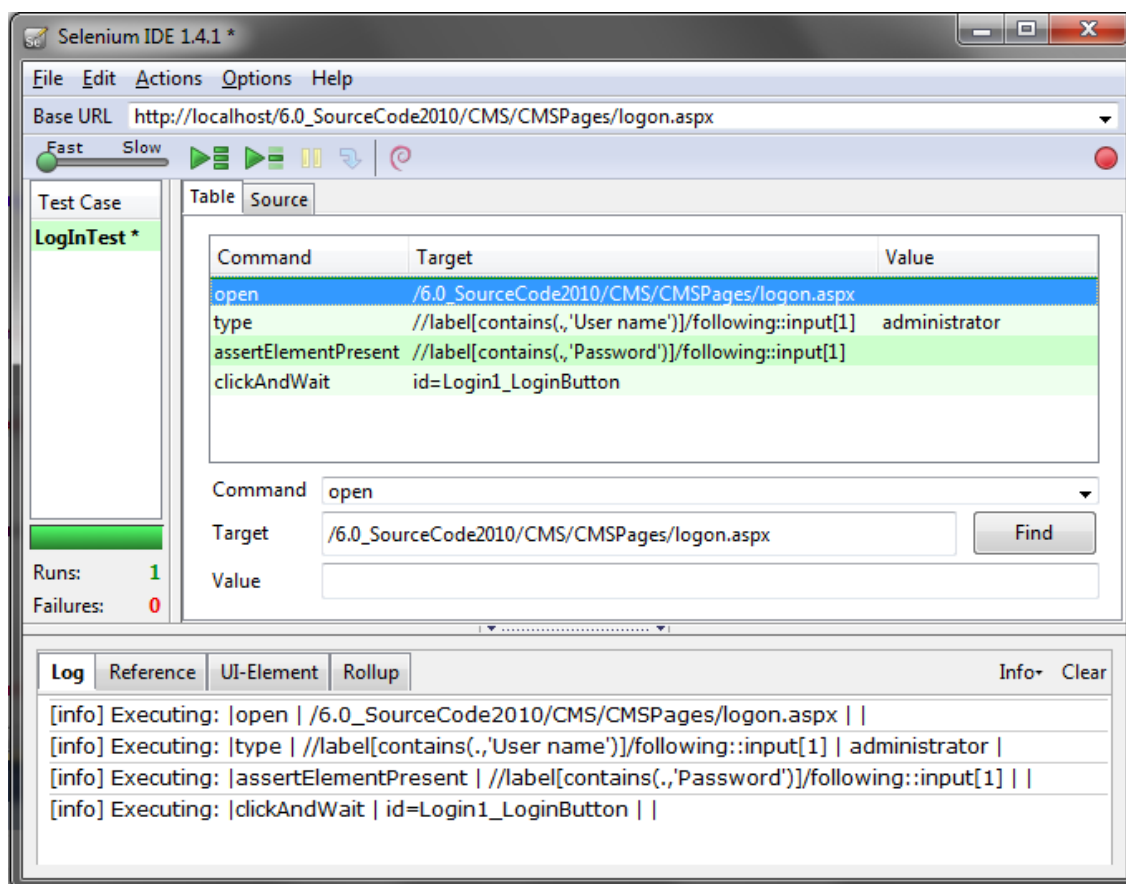 Selenium IDE 1.4.1 *
File Edit Actions Options Help
Base URL http://localhost/6.0_SourceCode2010/CMS/CMSPages/logon.aspx
Fast Slow
Test Case
LogInTest *
Table Source
Command Target Value
open /6.0_SourceCode2010/CMS/CMSPages/logon.aspx
type //label[contains(.,'User name')]/following::input[1] administrator
assertElementPresent //label[contains(.,'Password')]/following::input[1]
clickAndWait id=Login1_LoginButton
Command open
Target /6.0_SourceCode2010/CMS/CMSPages/logon.aspx Find
Value
Runs: 1
Failures: 0
Log Reference UI-Element Rollup Info Clear
[info] Executing: |open | /6.0_SourceCode2010/CMS/CMSPages/logon.aspx | |
[info] Executing: |type | //label[contains(.,'User name')]/following::input[1] | administrator |
[info] Executing: |assertElementPresent | //label[contains(.,'Password')]/following::input[1] | |
[info] Executing: |clickAndWait | id=Login1_LoginButton | |